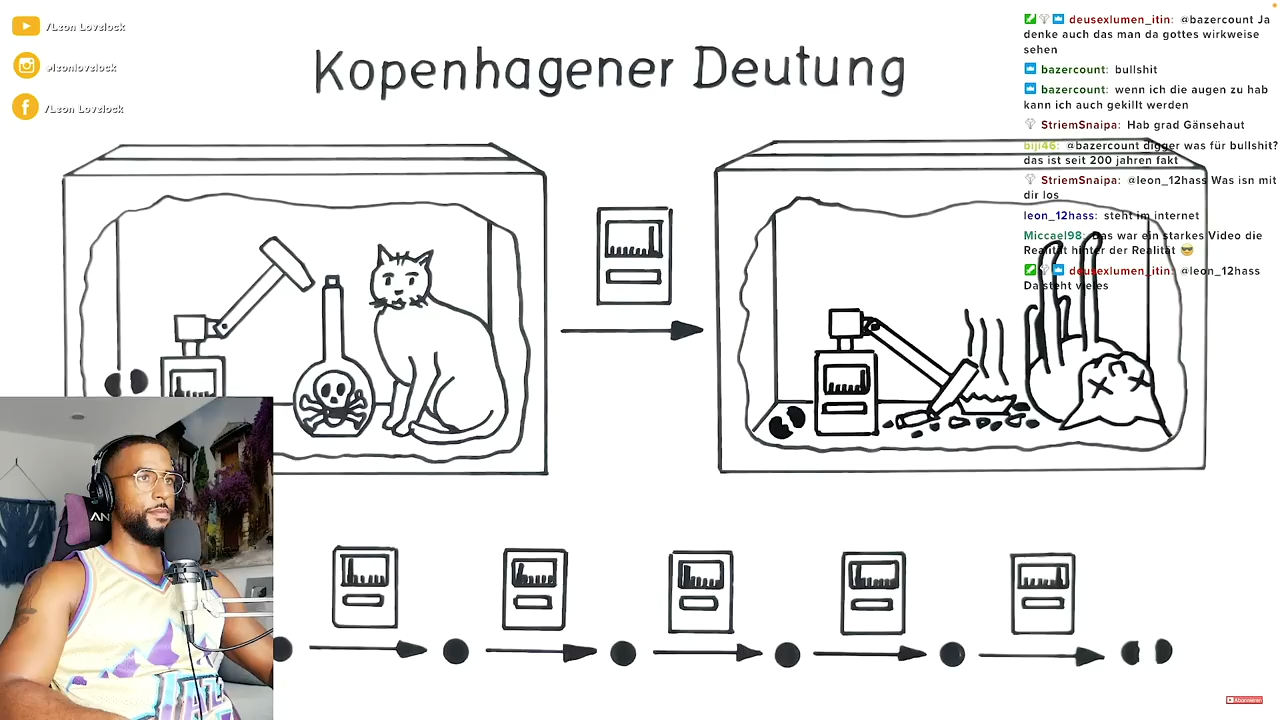 /Leon Lovelock
#leonlovelock
/Leon Lovelock
Kopenhagener Deutung
deusexlumen_itin: @bazercount Ja
denke auch das man da gottes wirkweise
sehen
bazercount: bullshit
bazercount: wenn ich die augen zu hab
kann ich auch gekillt werden
StriemSnaipa: Hab grad Gänsehaut
biji46: @bazercount digger was für bullshit?
das ist seit 200 jahren fakt
StriemSnaipa: @leon_12hass Was isn mit
dir los
leon_12hass: steht im internet
Miccael98: Das war ein starkes Video die
Realität hinter der Realität 😎
deusexlumen_itin: @leon_12hass
Da steht vieles
AN
Abonnieren